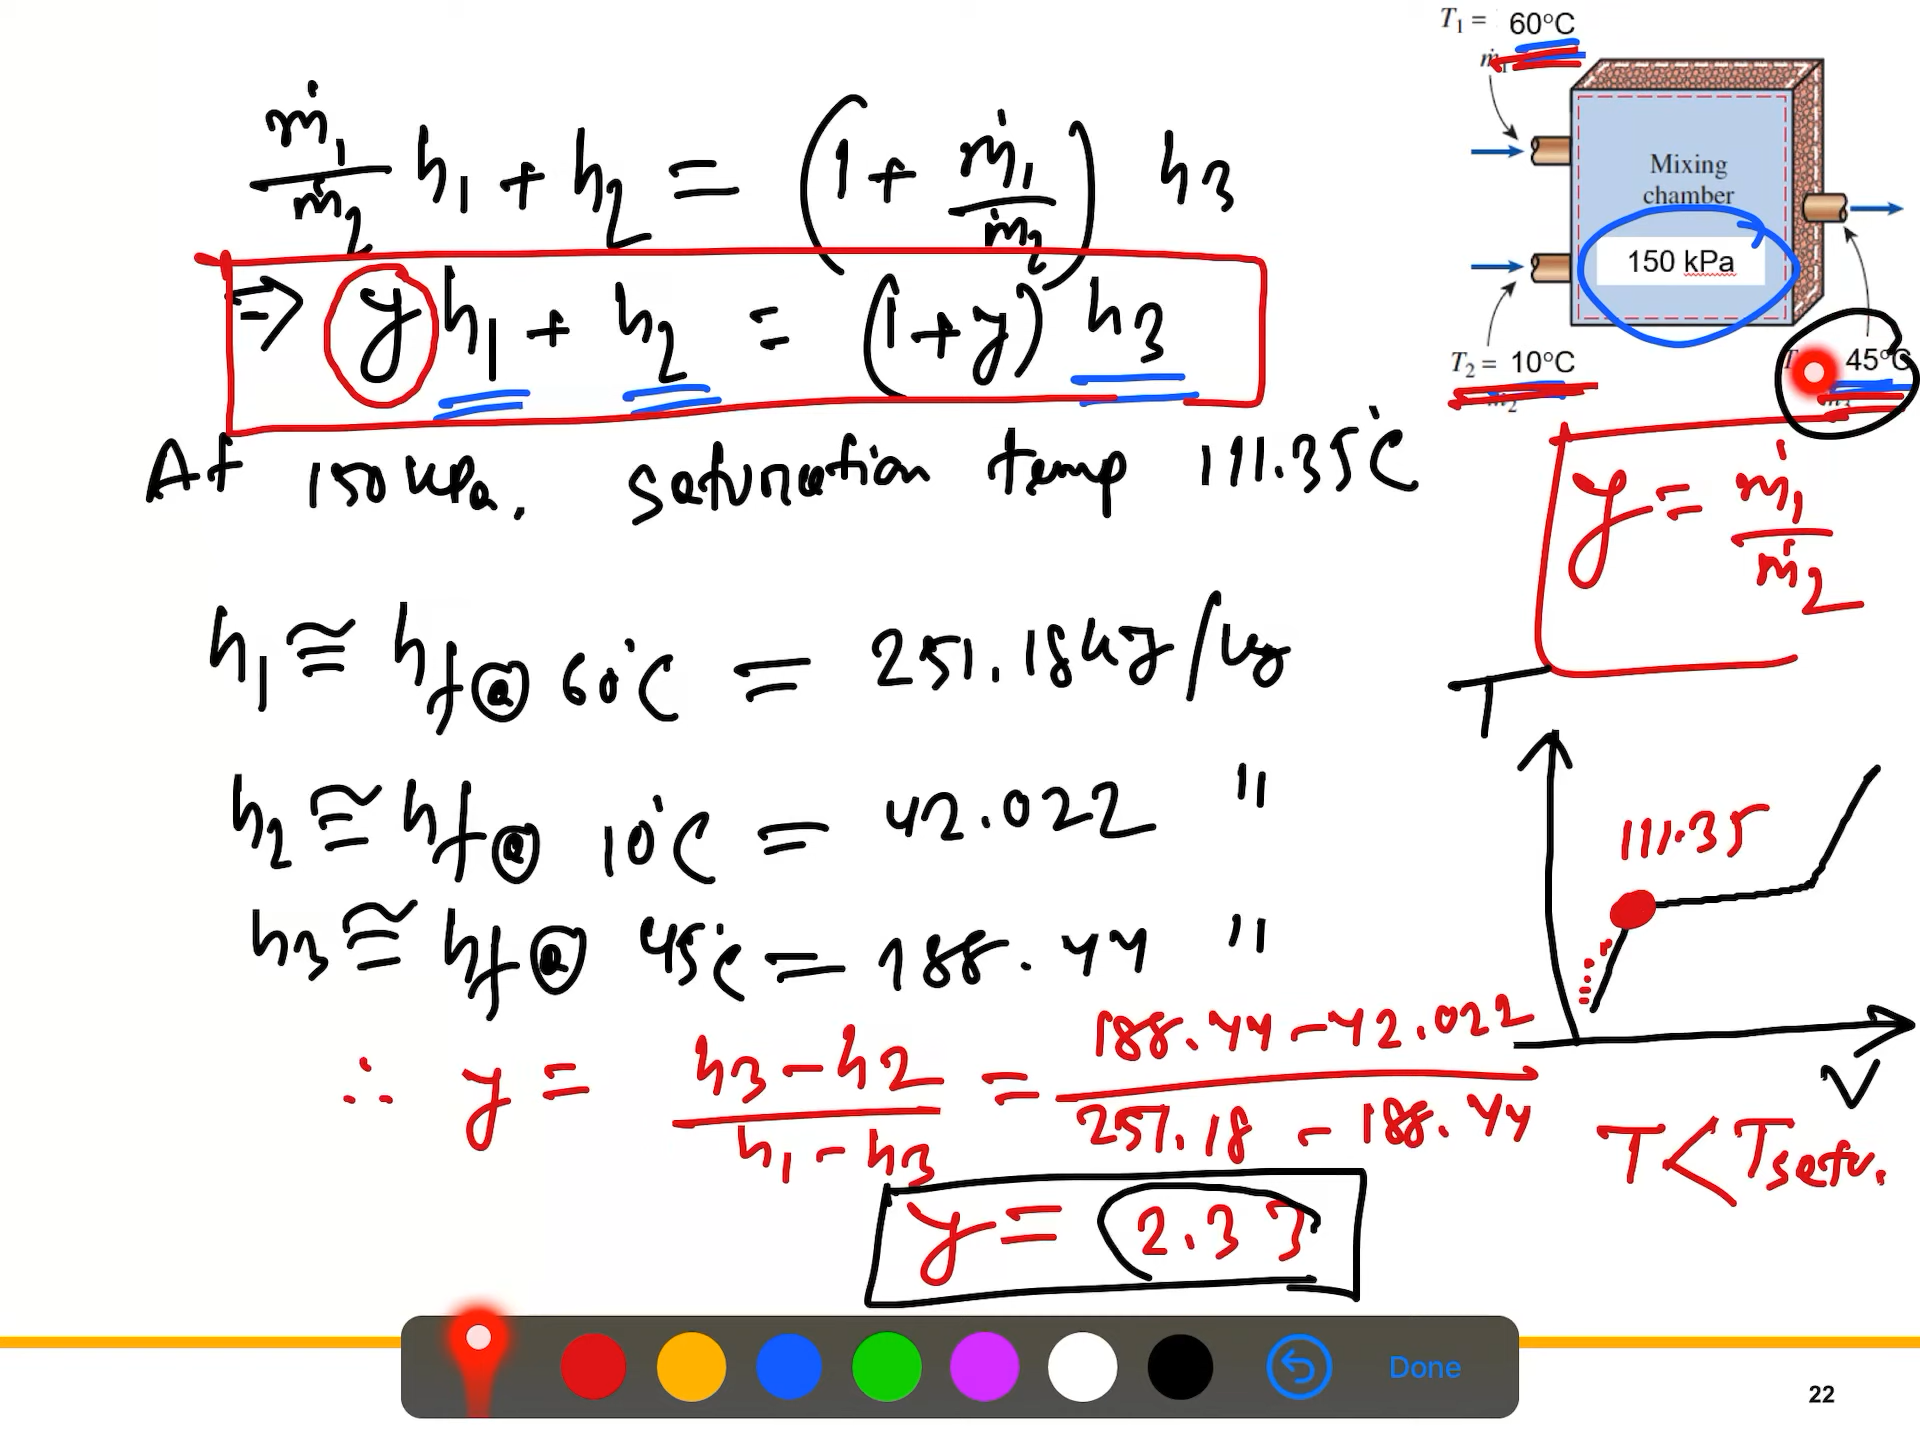 T₁ = 60°C
ṁ₁
ṁ₁/ṁ₂ h₁ + h₂ = (1 + ṁ₁/ṁ₂) h3
Mixing
chamber
150 kPa
⇒ y h₁ + h₂ = (1+y) h3
T₂ = 10°C
45°C
ṁ₂
At 150 kPa, saturation temp 111.35°C
y = ṁ₁/ṁ₂
h₁ ≅ hf@ 60°C = 251.18 kJ/kg
T
h₂ ≅ hf@ 10°C = 42.022 "
111.35
h3 ≅ hf@ 45°C = 188.44 "
V
∴ y = (h3 - h2)/(h₁ - h3) = (188.44 - 42.022)/(251.18 - 188.44)
T < Tsatu.
y = 2.33
Done
22